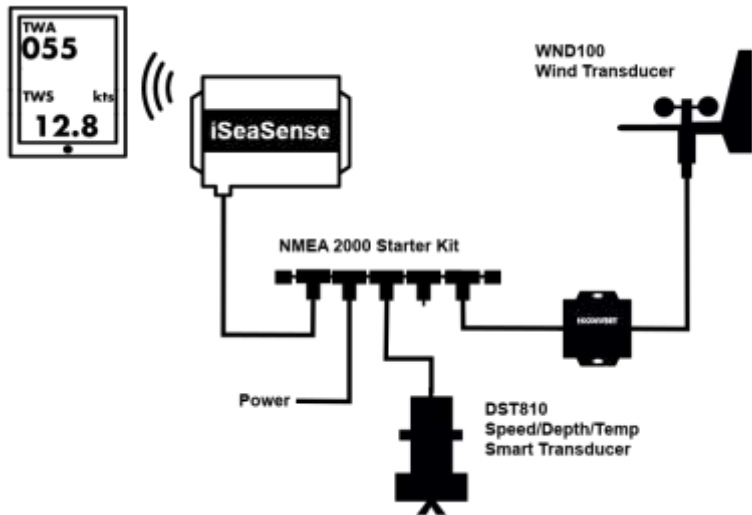 TWA
055
TWS kts
12.8
iSeaSense
WND100
Wind Transducer
NMEA 2000 Starter Kit
Power
DST810
Speed/Depth/Temp
Smart Transducer